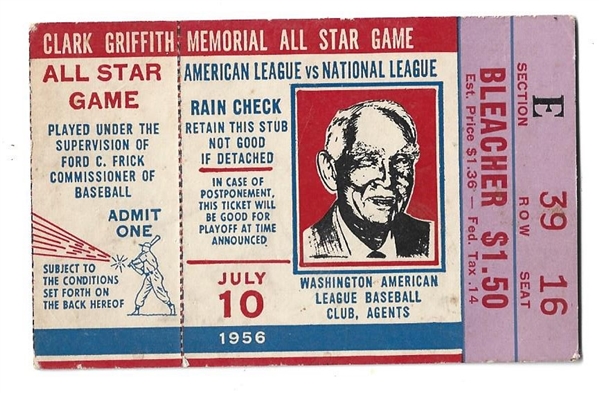 CLARK GRIFFITH MEMORIAL ALL STAR GAME
ALL STAR
GAME
PLAYED UNDER THE
SUPERVISION OF
FORD C. FRICK
COMMISSIONER OF
BASEBALL
ADMIT
ONE
SUBJECT TO
THE CONDITIONS
SET FORTH ON
THE BACK HEREOF
AMERICAN LEAGUE vs NATIONAL LEAGUE
RAIN CHECK
RETAIN THIS STUB
NOT GOOD
IF DETACHED
IN CASE OF
POSTPONEMENT,
THIS TICKET WILL
BE GOOD FOR
PLAYOFF AT TIME
ANNOUNCED.
JULY
10
1956
WASHINGTON AMERICAN
LEAGUE BASEBALL
CLUB, AGENTS
BLEACHER $1.50
Est. Price $1.36 — Fed. Tax .14
SECTION ROW SEAT
E 39 16